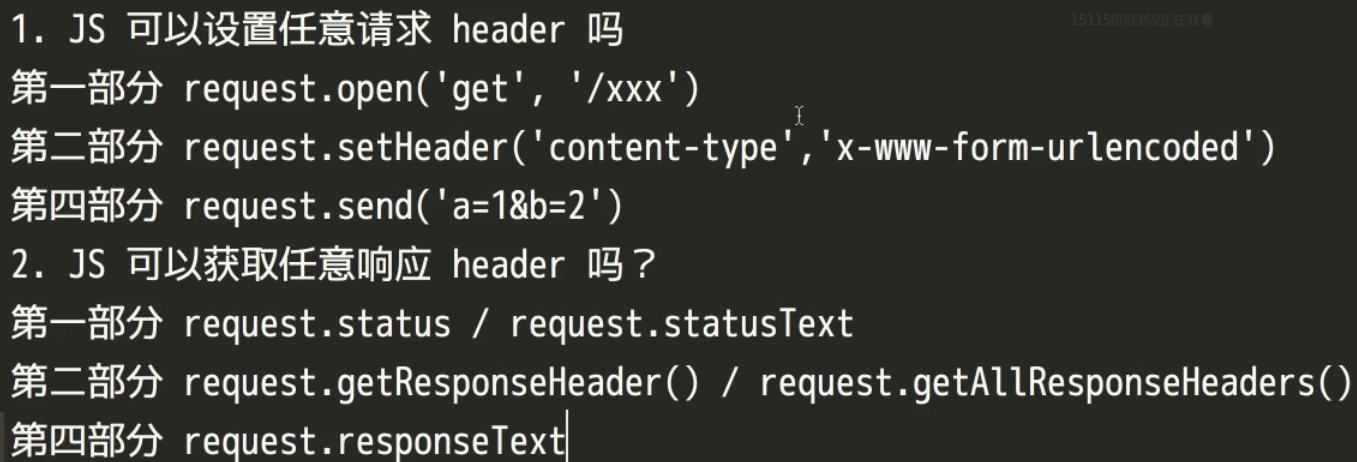 1. JS 可以设置任意请求 header 吗
15115809369正在观看
第一部分 request.open('get', '/xxx')
第二部分 request.setHeader('content-type','x-www-form-urlencoded')
第四部分 request.send('a=1&b=2')
2. JS 可以获取任意响应 header 吗？
第一部分 request.status / request.statusText
第二部分 request.getResponseHeader() / request.getAllResponseHeaders()
第四部分 request.responseText